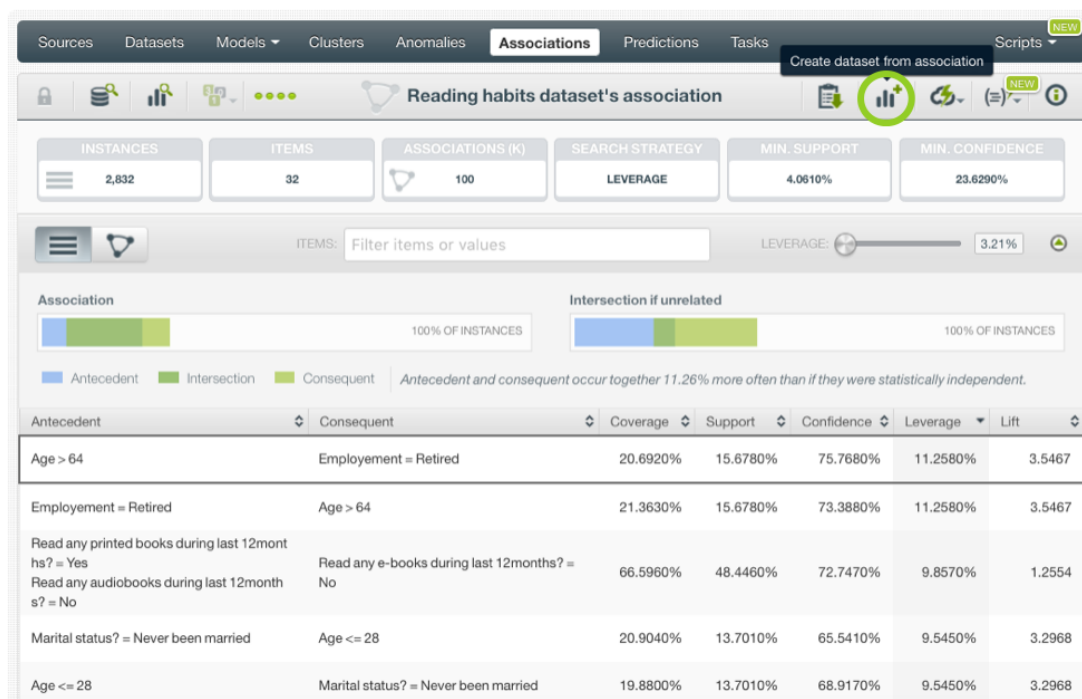 NEW
Sources Datasets Models Clusters Anomalies Associations Predictions Tasks Scripts
Create dataset from association
Reading habits dataset's association
NEW
INSTANCES ITEMS ASSOCIATIONS (K) SEARCH STRATEGY MIN. SUPPORT MIN. CONFIDENCE
2,832 32 100 LEVERAGE 4.0610% 23.6290%
ITEMS: Filter items or values LEVERAGE: 3.21%
Association Intersection if unrelated
100% OF INSTANCES 100% OF INSTANCES
Antecedent Intersection Consequent Antecedent and consequent occur together 11.26% more often than if they were statistically independent.
Antecedent Consequent Coverage Support Confidence Leverage Lift
Age > 64 Employement = Retired 20.6920% 15.6780% 75.7680% 11.2580% 3.5467
Employement = Retired Age > 64 21.3630% 15.6780% 73.3880% 11.2580% 3.5467
Read any printed books during last 12mont
hs? = Yes
Read any audiobooks during last 12month
s? = No
Read any e-books during last 12months? =
No
66.5960% 48.4460% 72.7470% 9.8570% 1.2554
Marital status? = Never been married Age <= 28 20.9040% 13.7010% 65.5410% 9.5450% 3.2968
Age <= 28 Marital status? = Never been married 19.8800% 13.7010% 68.9170% 9.5450% 3.2968